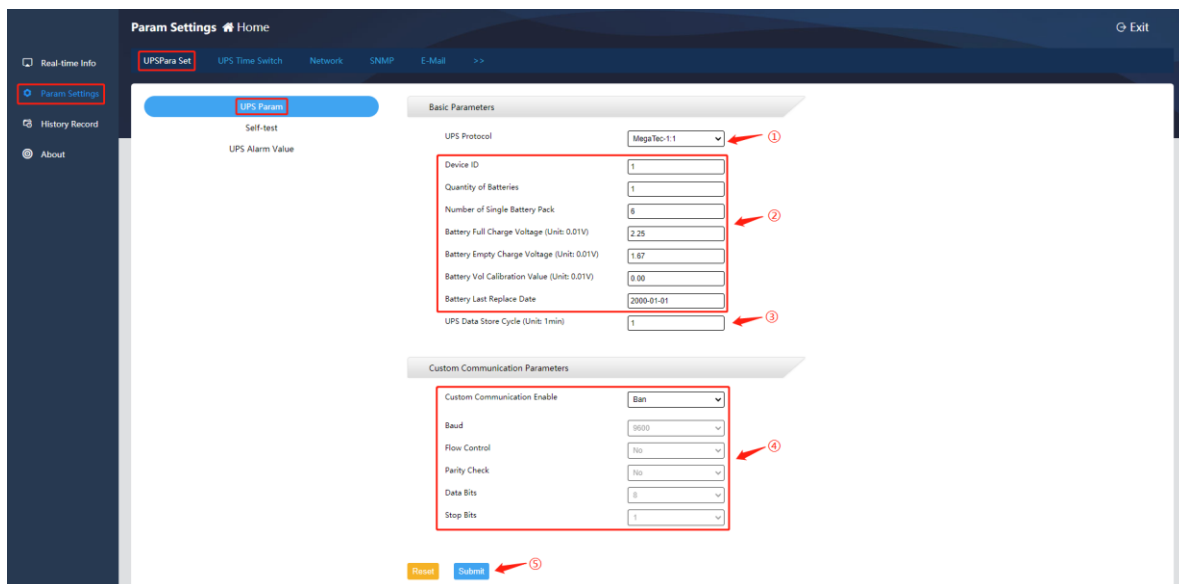 Param Settings Home
Exit
Real-time Info
Param Settings
History Record
About
UPSPara Set UPS Time Switch Network SNMP E-Mail >>
UPS Param
Self-test
UPS Alarm Value
Basic Parameters
UPS Protocol MegaTec-1:1 ①
Device ID 1
Quantity of Batteries 1
Number of Single Battery Pack 6 ②
Battery Full Charge Voltage (Unit: 0.01V) 2.25
Battery Empty Charge Voltage (Unit: 0.01V) 1.67
Battery Vol Calibration Value (Unit: 0.01V) 0.00
Battery Last Replace Date 2000-01-01
UPS Data Store Cycle (Unit: 1min) 1 ③
Custom Communication Parameters
Custom Communication Enable Ban
Baud 9600
Flow Control No ④
Parity Check No
Data Bits 8
Stop Bits 1
Reset Submit ⑤